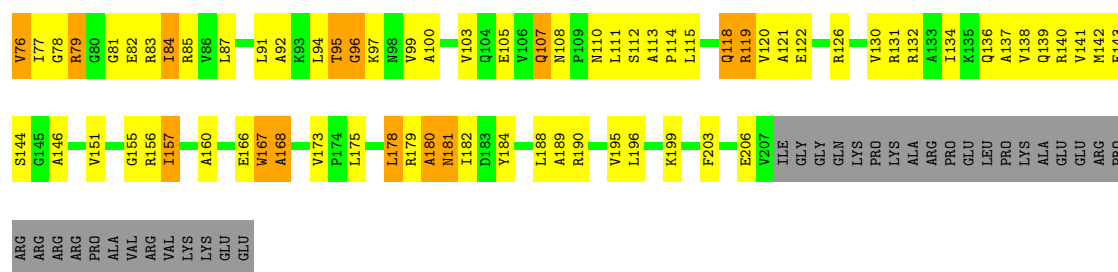 V76 I77 G78 R79 G80 G81 E82 R83 I84 R85 V86 L87 L91 A92 K93 L94 T95 G96 K97 N98 V99 A100 V103 Q104 E105 V106 Q107 N108 P109 N110 L111 S112 A113 P114 L115 Q118 R119 V120 A121 E122 R126 V130 R131 R132 A133 I134 K135 Q136 A137 V138 Q139 R140 V141 M142 E143
S144 G145 A146 V151 G155 R156 I157 A160 E166 W167 A168 V173 P174 L175 L178 R179 A180 N181 I182 D183 Y184 L188 A189 R190 V195 L196 K199 F203 E206 V207 ILE GLY GLY GLN LYS PRO LYS ALA ARG PRO GLU LEU PRO LYS ALA GLU GLU ARG PRO
ARG ARG ARG ARG PRO ALA VAL ARG VAL LYS LYS GLU GLU